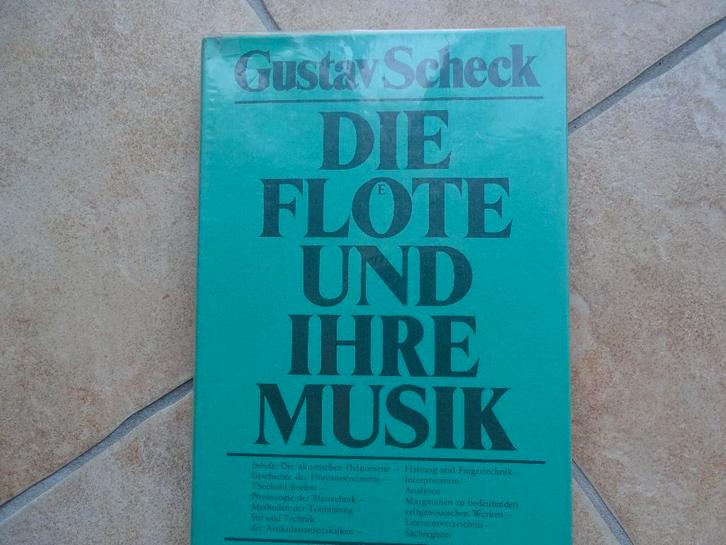 Gustav Scheck
DIE
FLOETE
UND
IHRE
MUSIK
Inhalt: Die akustischen Phänomene –
Geschichte der Flöteninstrumente –
Theobald Boehm –
Physiologie der Blastechnik –
Methoden der Tonbildung –
Stil und Technik
der Artikulationspraktiken –
Haltung und Fingertechnik –
Interpretation –
Analysen –
Marginalien zu bedeutenden
zeitgenössischen Werken –
Literaturverzeichnis –
Sachregister